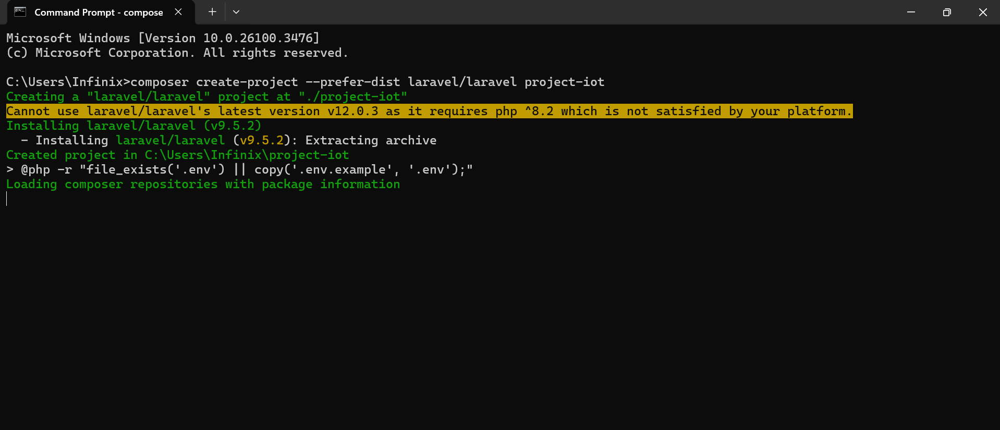 Command Prompt - compose
Microsoft Windows [Version 10.0.26100.3476]
(c) Microsoft Corporation. All rights reserved.
C:\Users\Infinix>composer create-project --prefer-dist laravel/laravel project-iot
Creating a "laravel/laravel" project at "./project-iot"
Cannot use laravel/laravel's latest version v12.0.3 as it requires php ^8.2 which is not satisfied by your platform.
Installing laravel/laravel (v9.5.2)
  - Installing laravel/laravel (v9.5.2): Extracting archive
Created project in C:\Users\Infinix\project-iot
> @php -r "file_exists('.env') || copy('.env.example', '.env');"
Loading composer repositories with package information